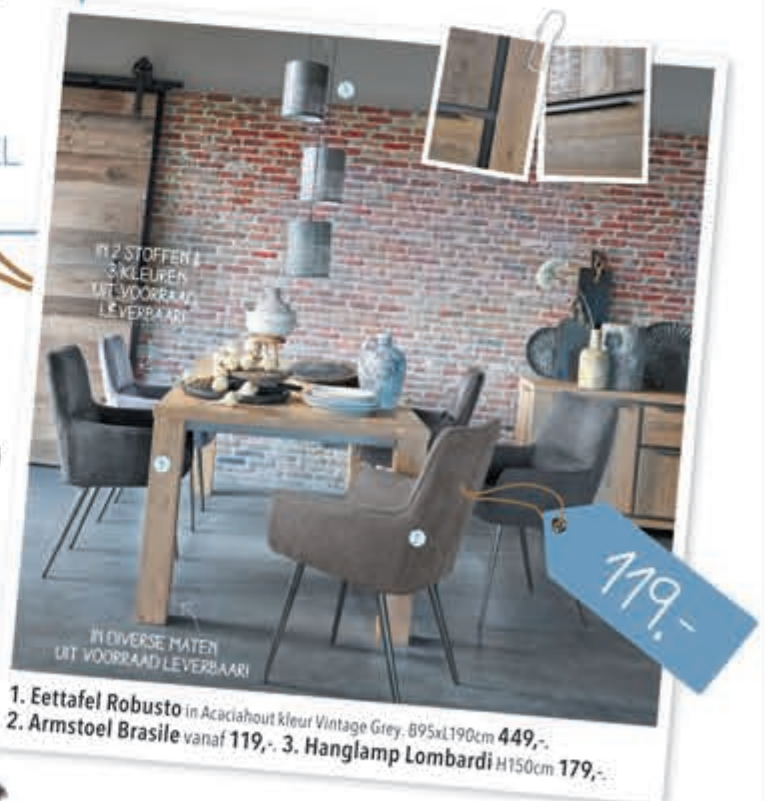 L
IN 2 STOFFEN &
3 KLEUREN
UIT VOORRAAD
LEVERBAAR!
119.-
IN DIVERSE MATEN
UIT VOORRAAD LEVERBAAR!
1. Eettafel Robusto in Acaciahout kleur Vintage Grey. B95xL190cm 449,-.
2. Armstoel Brasile vanaf 119,-. 3. Hanglamp Lombardi H150cm 179,-.